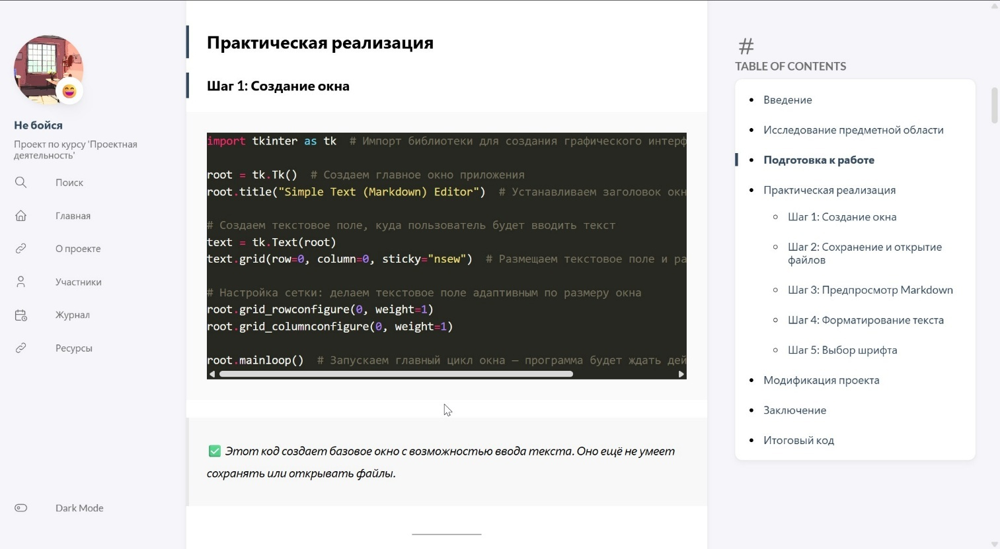 Не бойся
Проект по курсу 'Проектная
деятельность'
Поиск
Главная
О проекте
Участники
Журнал
Ресурсы
Dark Mode
Практическая реализация
Шаг 1: Создание окна
import tkinter as tk  # Импорт библиотеки для создания графического интерф
root = tk.Tk()  # Создаем главное окно приложения
root.title("Simple Text (Markdown) Editor")  # Устанавливаем заголовок окн
# Создаем текстовое поле, куда пользователь будет вводить текст
text = tk.Text(root)
text.grid(row=0, column=0, sticky="nsew")  # Размещаем текстовое поле и ра
# Настройка сетки: делаем текстовое поле адаптивным по размеру окна
root.grid_rowconfigure(0, weight=1)
root.grid_columnconfigure(0, weight=1)
root.mainloop()  # Запускаем главный цикл окна — программа будет ждать дей
✅ Этот код создает базовое окно с возможностью ввода текста. Оно ещё не умеет
сохранять или открывать файлы.
#
TABLE OF CONTENTS
Введение
Исследование предметной области
Подготовка к работе
Практическая реализация
Шаг 1: Создание окна
Шаг 2: Сохранение и открытие
файлов
Шаг 3: Предпросмотр Markdown
Шаг 4: Форматирование текста
Шаг 5: Выбор шрифта
Модификация проекта
Заключение
Итоговый код